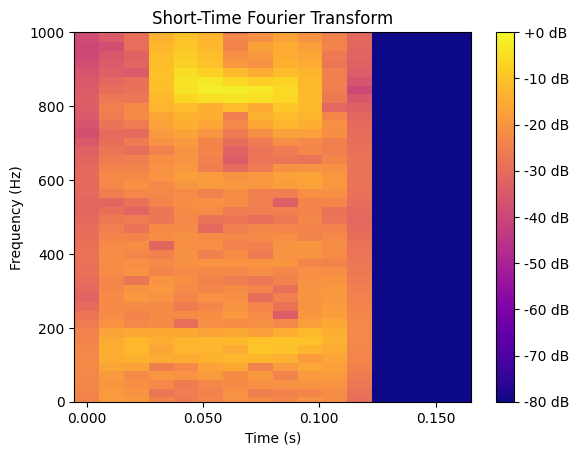 Short-Time Fourier Transform
Frequency (Hz)
1000
800
600
400
200
0
0.000
0.050
0.100
0.150
Time (s)
+0 dB
-10 dB
-20 dB
-30 dB
-40 dB
-50 dB
-60 dB
-70 dB
-80 dB